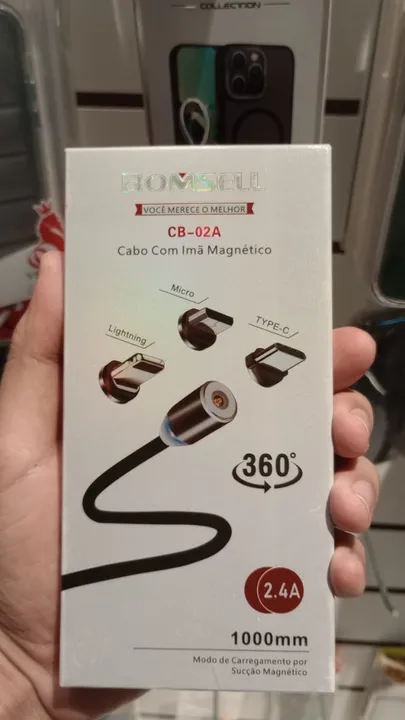 COLLECTION
BOMSELL
VOCÊ MERECE O MELHOR
CB-02A
Cabo Com Imã Magnético
Micro
Lightning
TYPE-C
360°
2.4A
1000mm
Modo de Carregamento por
Sucção Magnético